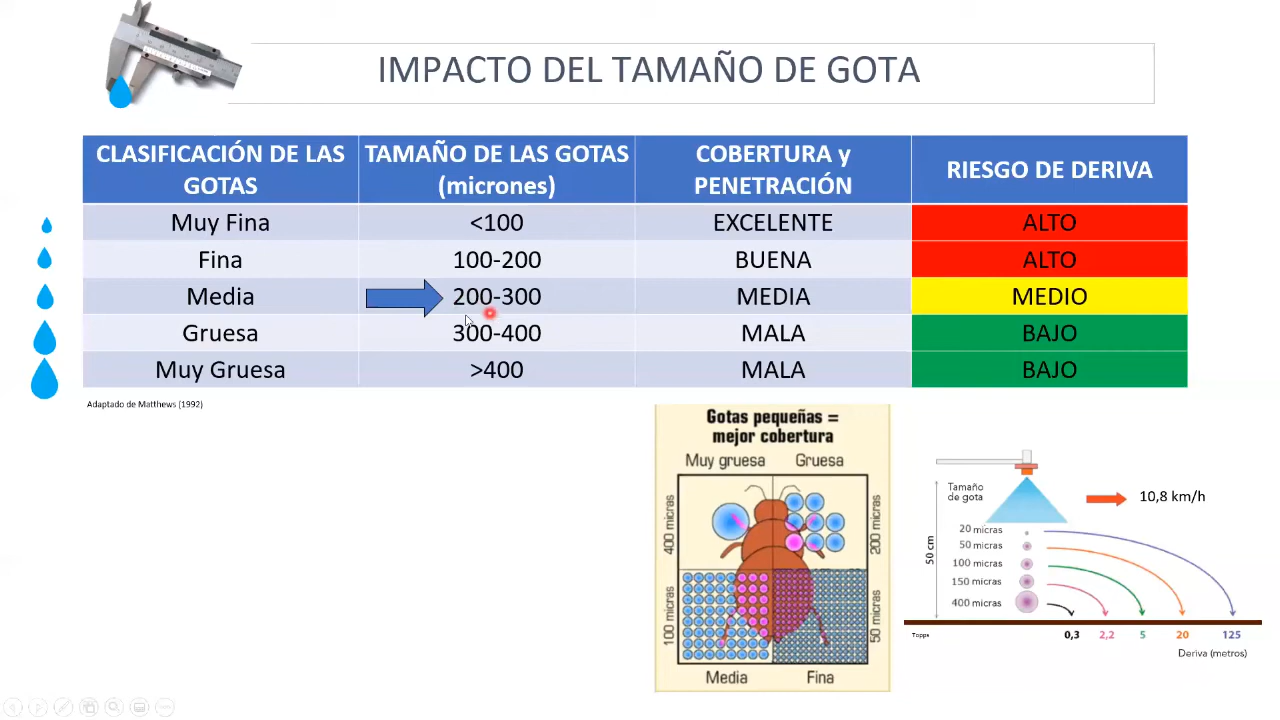 IMPACTO DEL TAMAÑO DE GOTA
CLASIFICACIÓN DE LAS GOTAS
TAMAÑO DE LAS GOTAS (micrones)
COBERTURA y PENETRACIÓN
RIESGO DE DERIVA
Muy Fina <100 EXCELENTE ALTO
Fina 100-200 BUENA ALTO
Media 200-300 MEDIA MEDIO
Gruesa 300-400 MALA BAJO
Muy Gruesa >400 MALA BAJO
Adaptado de Matthews (1992)
Gotas pequeñas =
mejor cobertura
Muy gruesa Gruesa
400 micras
200 micras
100 micras
50 micras
Media Fina
Tamaño
de gota
10,8 km/h
50 cm
20 micras
50 micras
100 micras
150 micras
400 micras
Topps
0,3 2,2 5 20 125
Deriva (metros)